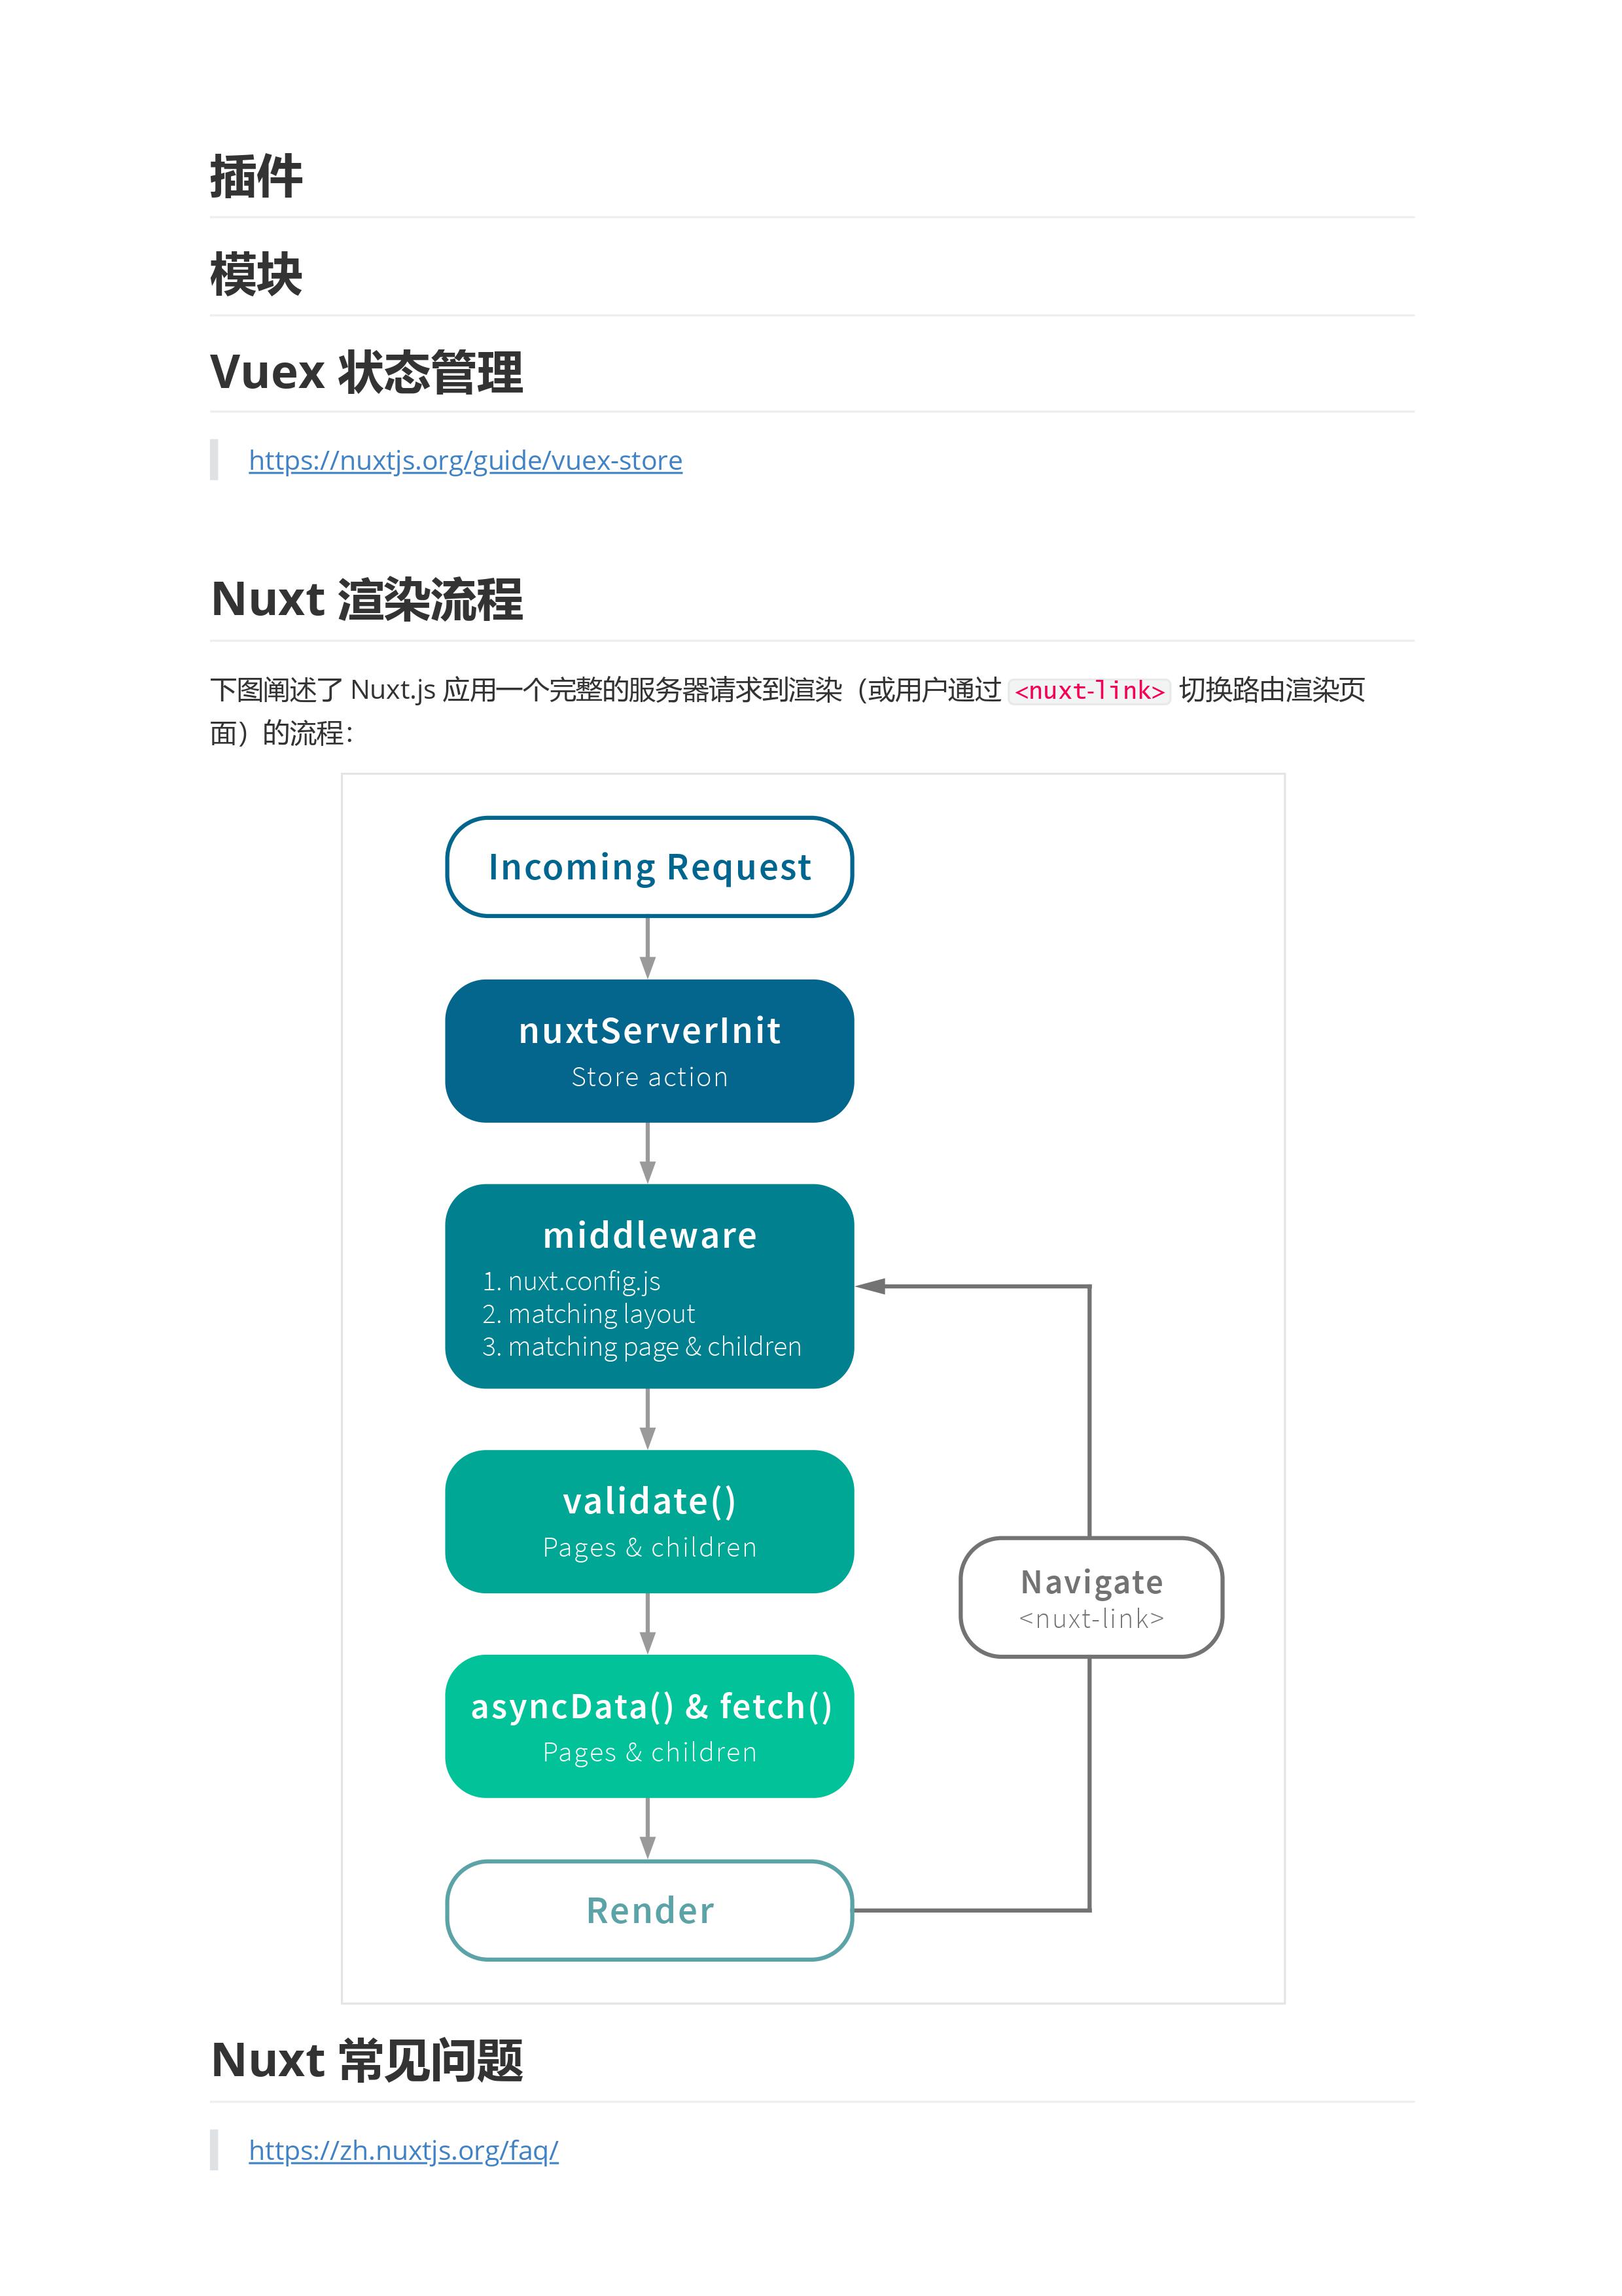 插件
模块
Vuex 状态管理
https://nuxtjs.org/guide/vuex-store
Nuxt 渲染流程
下图阐述了 Nuxt.js 应用一个完整的服务器请求到渲染（或用户通过 <nuxt-link> 切换路由渲染页
面）的流程：
Incoming Request
nuxtServerInit
Store action
middleware
1. nuxt.config.js
2. matching layout
3. matching page & children
validate()
Pages & children
Navigate
<nuxt-link>
asyncData() & fetch()
Pages & children
Render
Nuxt 常见问题
https://zh.nuxtjs.org/faq/